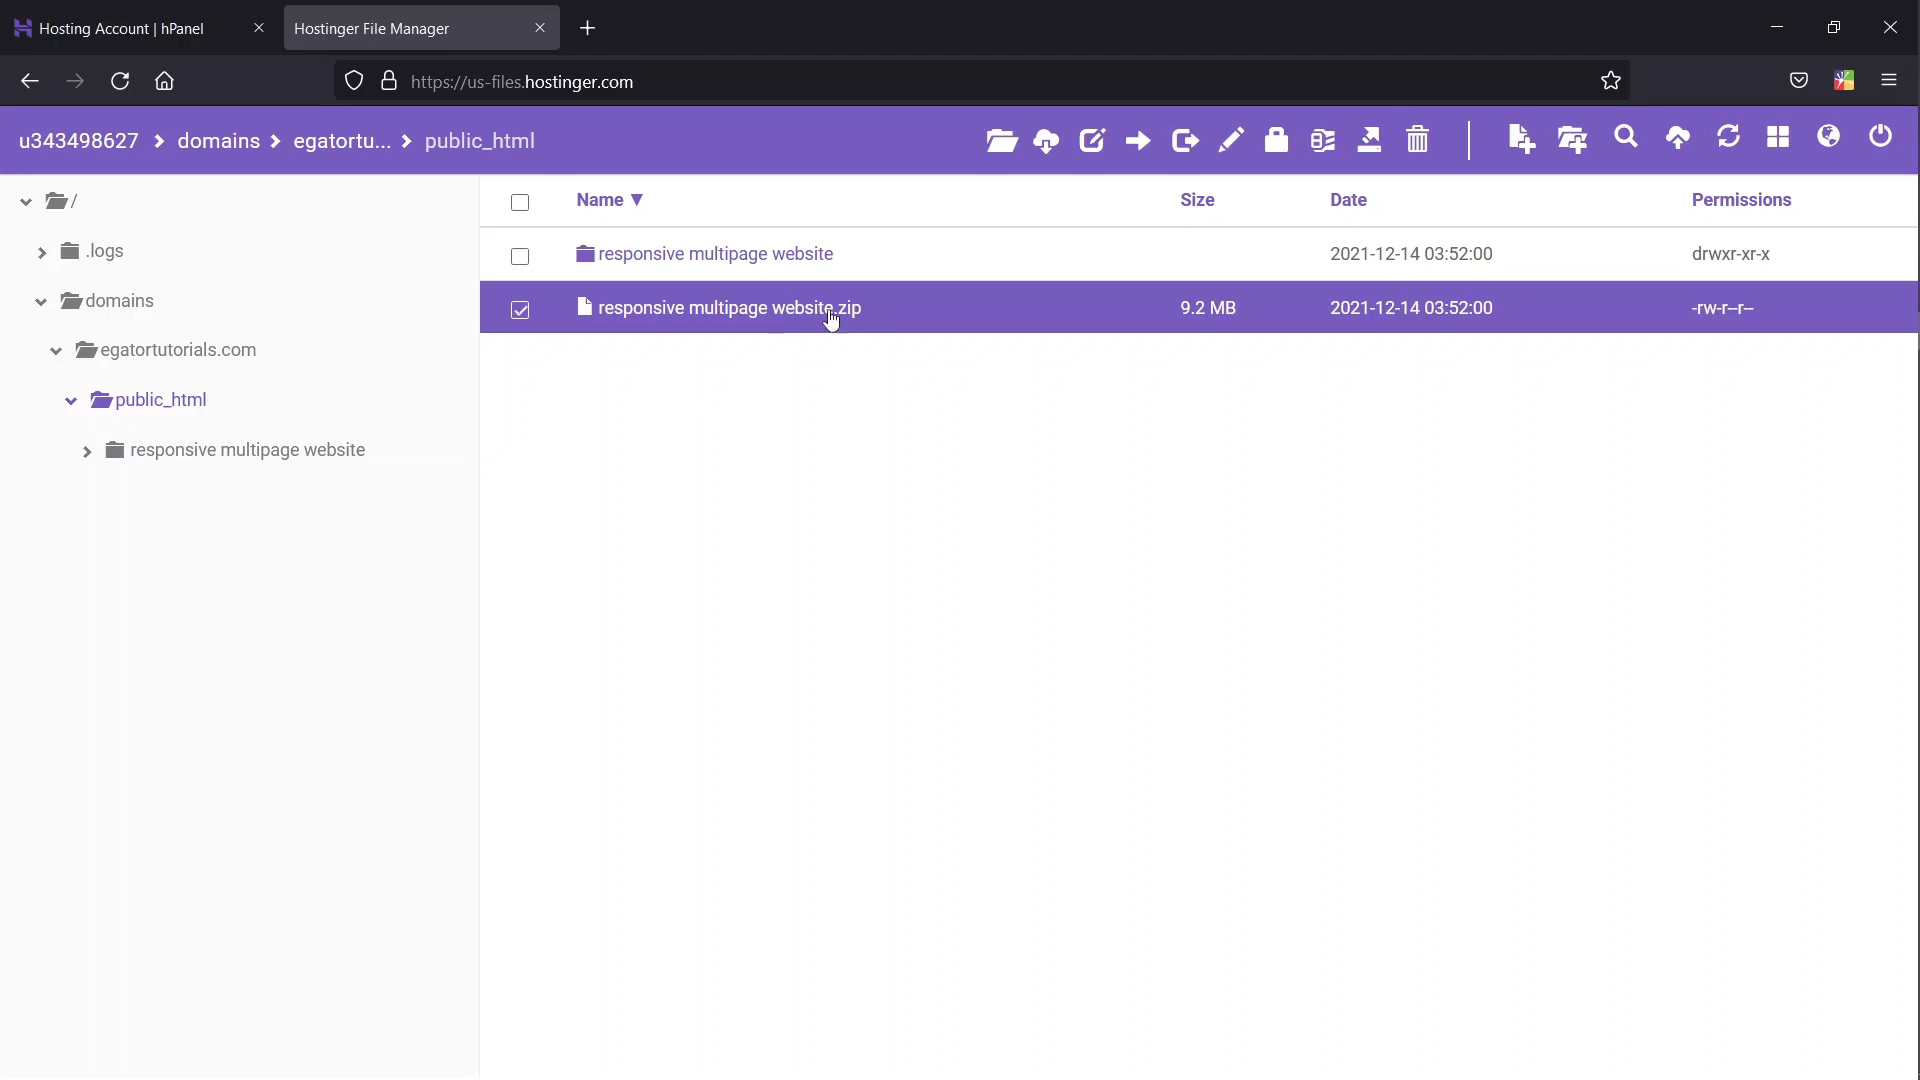 Hosting Account | hPanel
Hostinger File Manager
https://us-files.hostinger.com
u343498627 domains egatortu... public_html
/
.logs
domains
egatortutorials.com
public_html
responsive multipage website
Name ▼ Size Date Permissions
responsive multipage website 2021-12-14 03:52:00 drwxr-xr-x
responsive multipage website.zip 9.2 MB 2021-12-14 03:52:00 -rw-r--r--